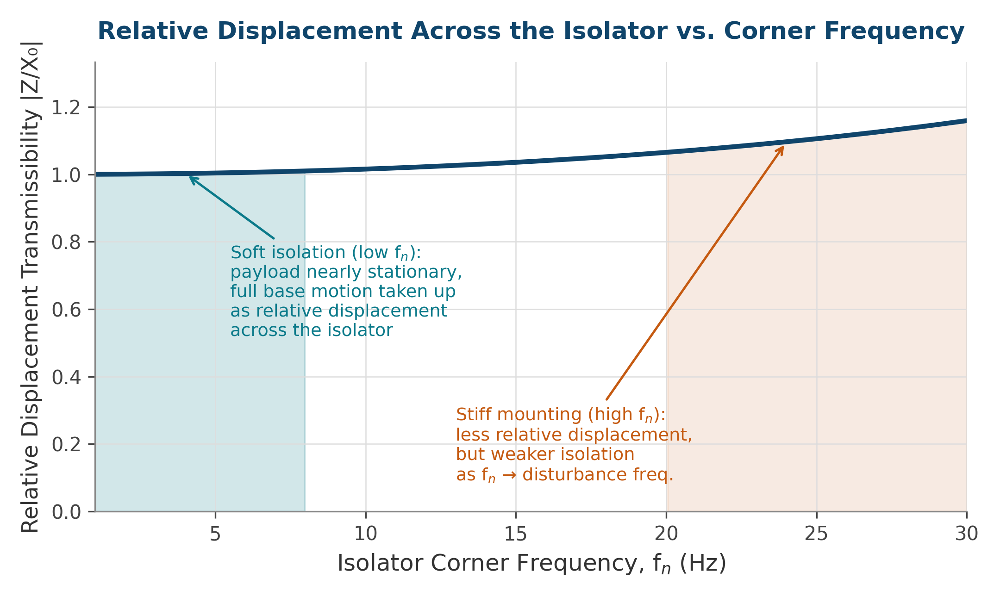 Relative Displacement Across the Isolator vs. Corner Frequency
Relative Displacement Transmissibility |Z/X₀|
1.2
1.0
0.8
0.6
0.4
0.2
0.0
Soft isolation (low fₙ):
payload nearly stationary,
full base motion taken up
as relative displacement
across the isolator
Stiff mounting (high fₙ):
less relative displacement,
but weaker isolation
as fₙ → disturbance freq.
5
10
15
20
25
30
Isolator Corner Frequency, fₙ (Hz)